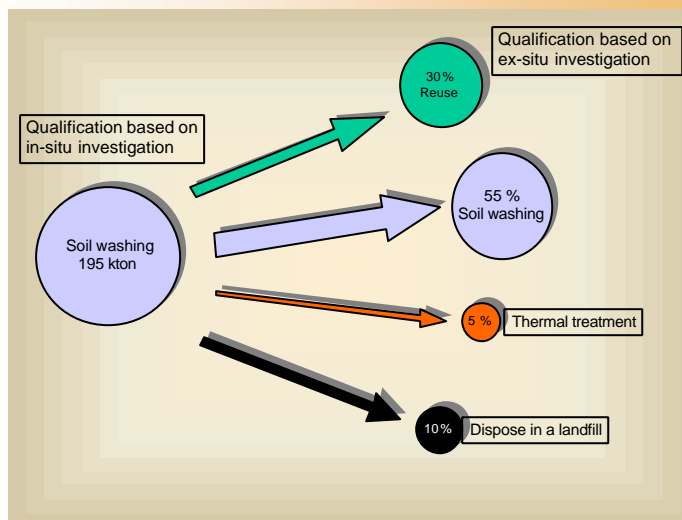 Qualification based on
ex-situ investigation
30%
Reuse
Qualification based on
in-situ investigation
55 %
Soil washing
Soil washing
195 kton
5 %
Thermal treatment
10%
Dispose in a landfill